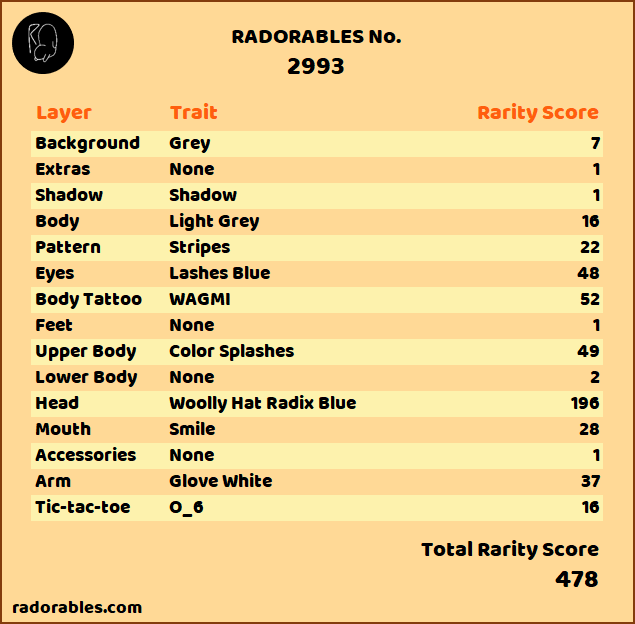 RADORABLES No.
2993
Layer Trait Rarity Score
Background Grey 7
Extras None 1
Shadow Shadow 1
Body Light Grey 16
Pattern Stripes 22
Eyes Lashes Blue 48
Body Tattoo WAGMI 52
Feet None 1
Upper Body Color Splashes 49
Lower Body None 2
Head Woolly Hat Radix Blue 196
Mouth Smile 28
Accessories None 1
Arm Glove White 37
Tic-tac-toe O_6 16
Total Rarity Score
478
radorables.com